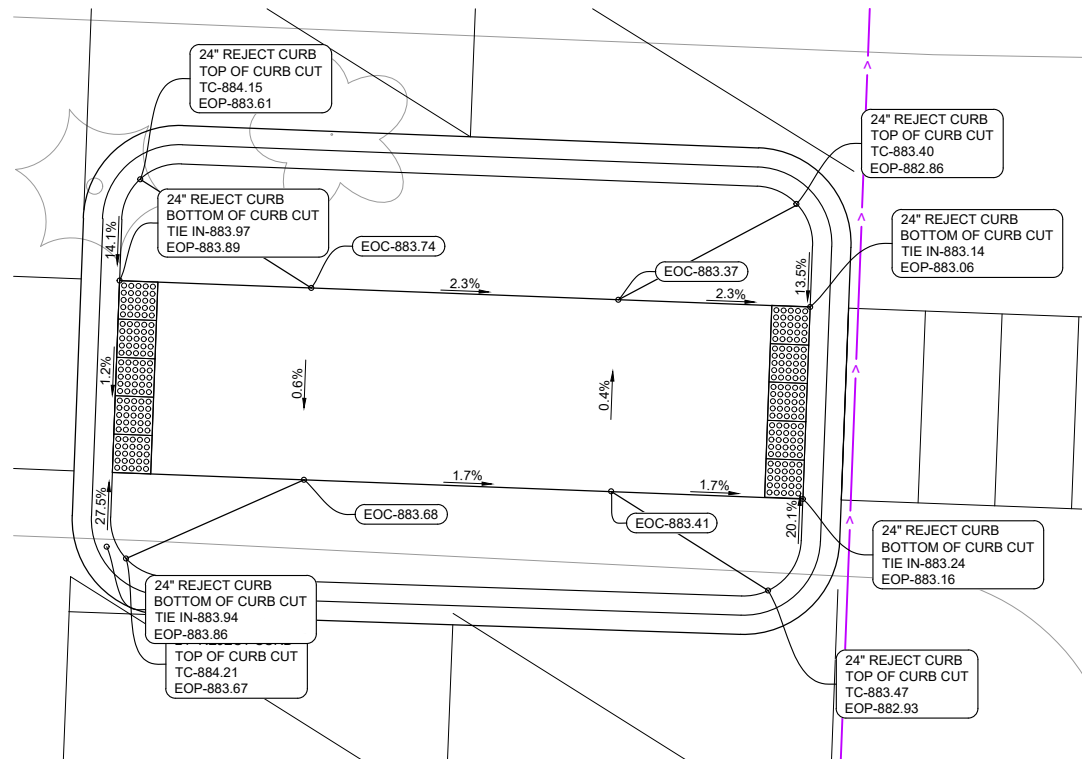 24" REJECT CURB
TOP OF CURB CUT
TC-884.15
EOP-883.61
24" REJECT CURB
TOP OF CURB CUT
TC-883.40
EOP-882.86
24" REJECT CURB
BOTTOM OF CURB CUT
TIE IN-883.97
EOP-883.89
24" REJECT CURB
BOTTOM OF CURB CUT
TIE IN-883.14
EOP-883.06
14.1%
EOC-883.74
EOC-883.37
13.5%
2.3%
2.3%
1.2%
0.6%
0.4%
1.7%
1.7%
27.5%
EOC-883.68
EOC-883.41
20.1%
24" REJECT CURB
BOTTOM OF CURB CUT
TIE IN-883.24
EOP-883.16
24" REJECT CURB
BOTTOM OF CURB CUT
TIE IN-883.94
EOP-883.86
TOP OF CURB CUT
TC-884.21
EOP-883.67
24" REJECT CURB
TOP OF CURB CUT
TC-883.47
EOP-882.93